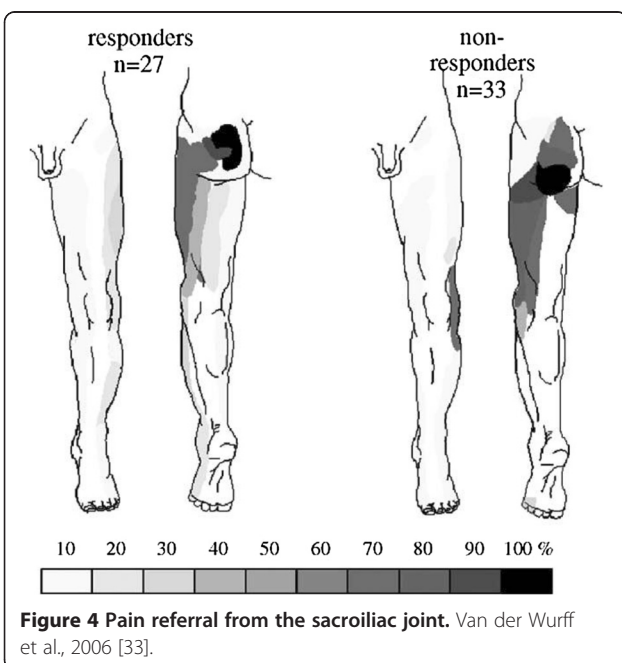 responders
n=27
non-
responders
n=33
10 20 30 40 50 60 70 80 90 100 %
Figure 4 Pain referral from the sacroiliac joint. Van der Wurff
et al., 2006 [33].